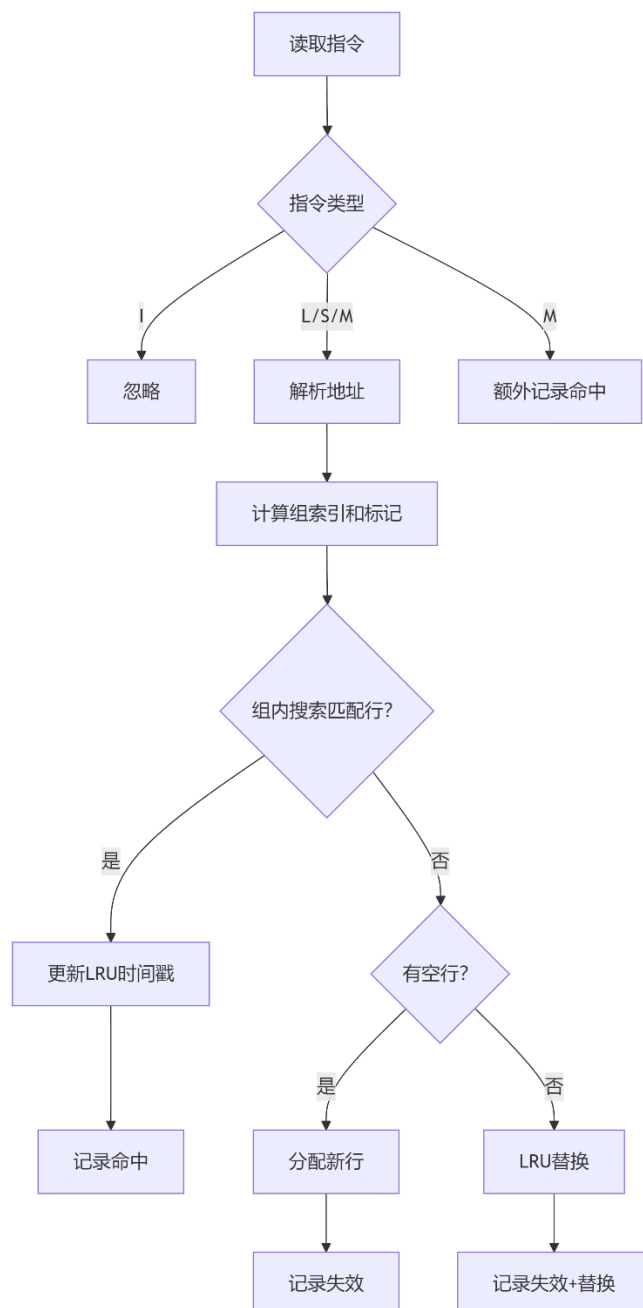 读取指令
指令类型
I
L/S/M
M
忽略
解析地址
额外记录命中
计算组索引和标记
组内搜索匹配行?
是
否
更新LRU时间戳
有空行?
是
否
记录命中
分配新行
LRU替换
记录失效
记录失效+替换